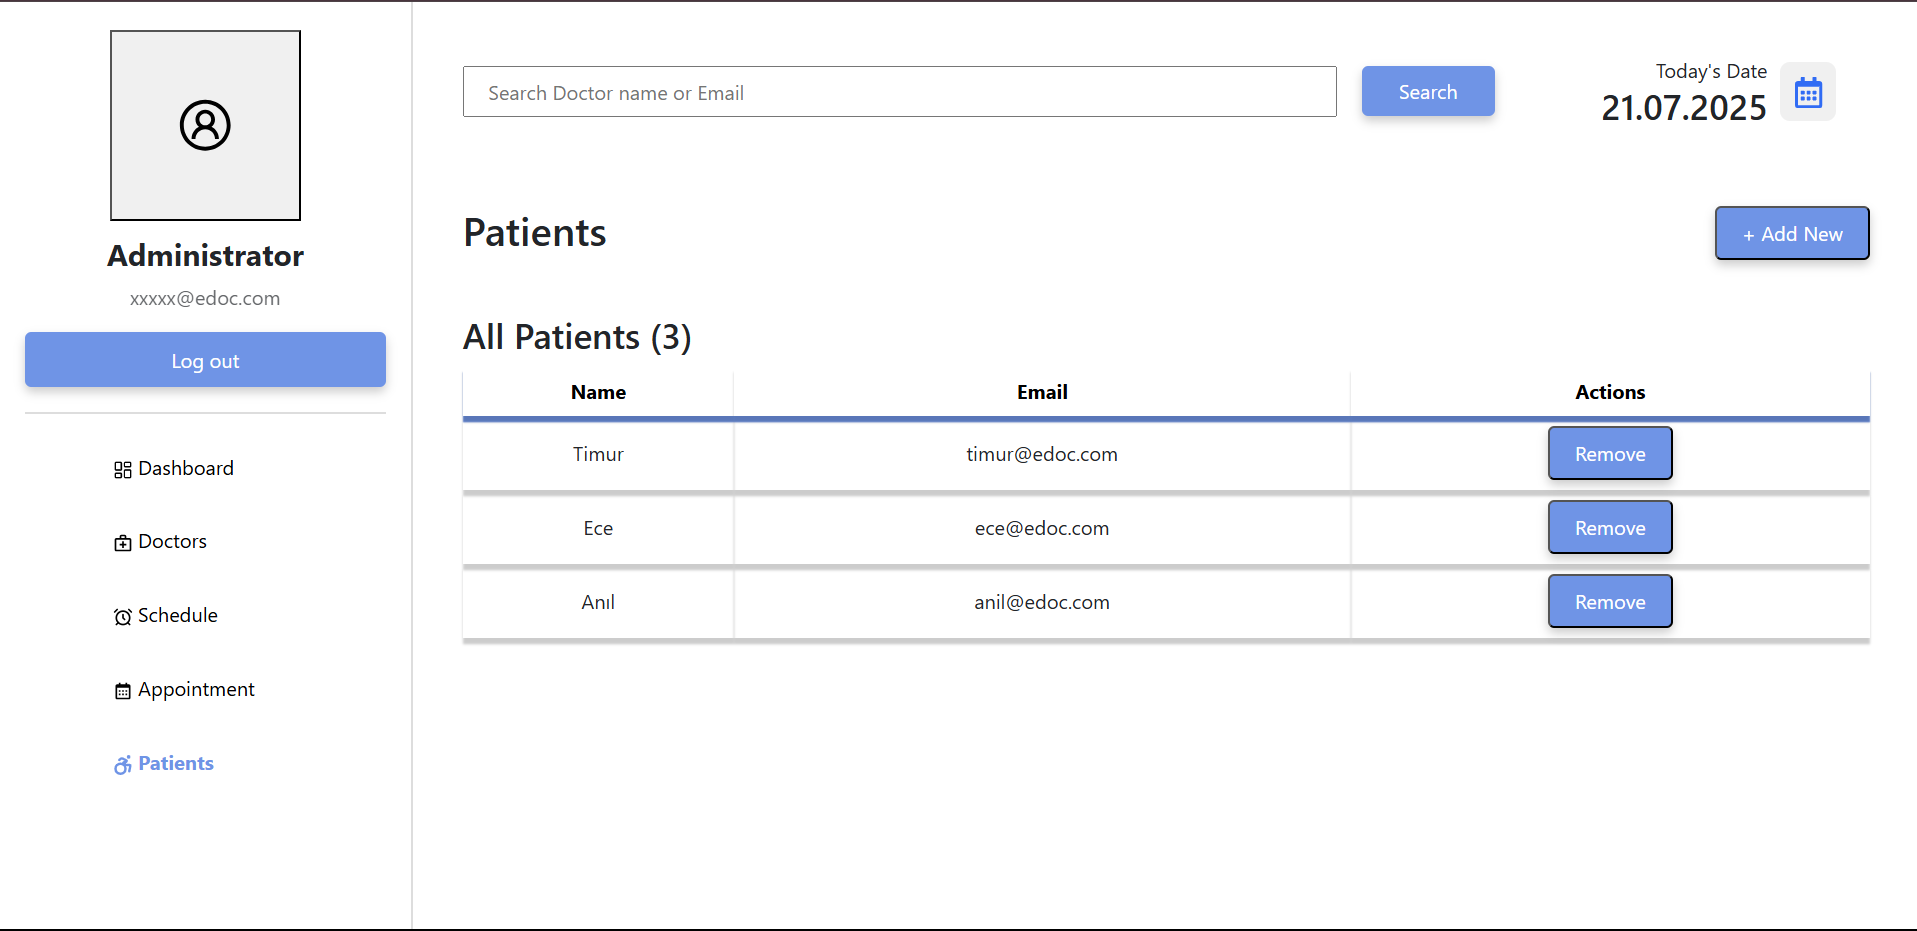 Administrator
xxxxx@edoc.com
Log out
Dashboard
Doctors
Schedule
Appointment
Patients
Search Doctor name or Email
Search
Today's Date
21.07.2025
Patients
+ Add New
All Patients (3)
Name Email Actions
Timur timur@edoc.com Remove
Ece ece@edoc.com Remove
Anıl anil@edoc.com Remove